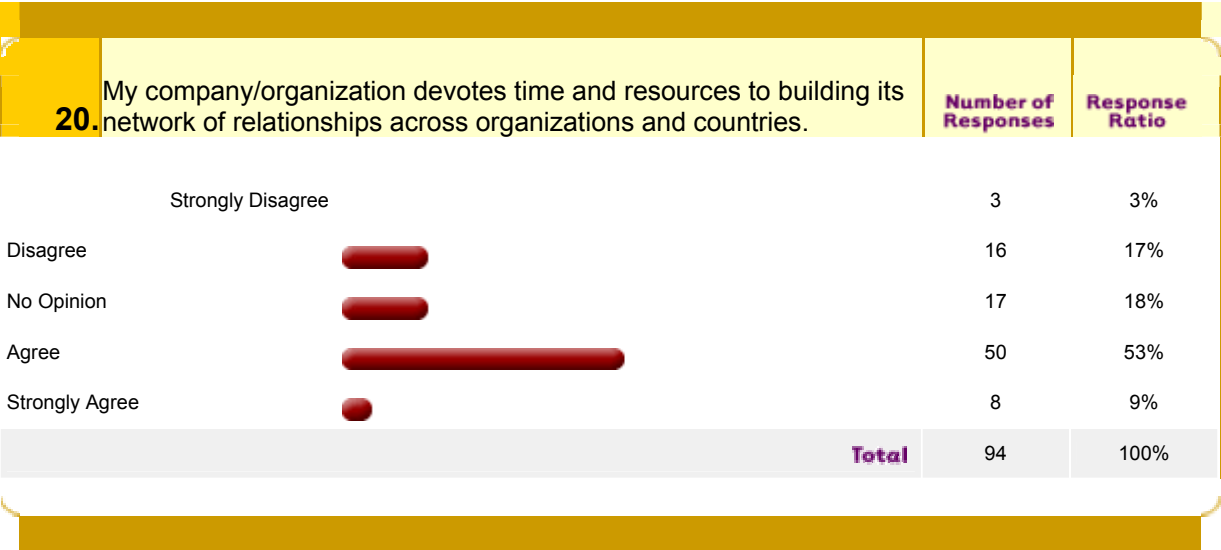 20. My company/organization devotes time and resources to building its
network of relationships across organizations and countries.
Number of
Responses
Response
Ratio
Strongly Disagree 3 3%
Disagree 16 17%
No Opinion 17 18%
Agree 50 53%
Strongly Agree 8 9%
Total 94 100%